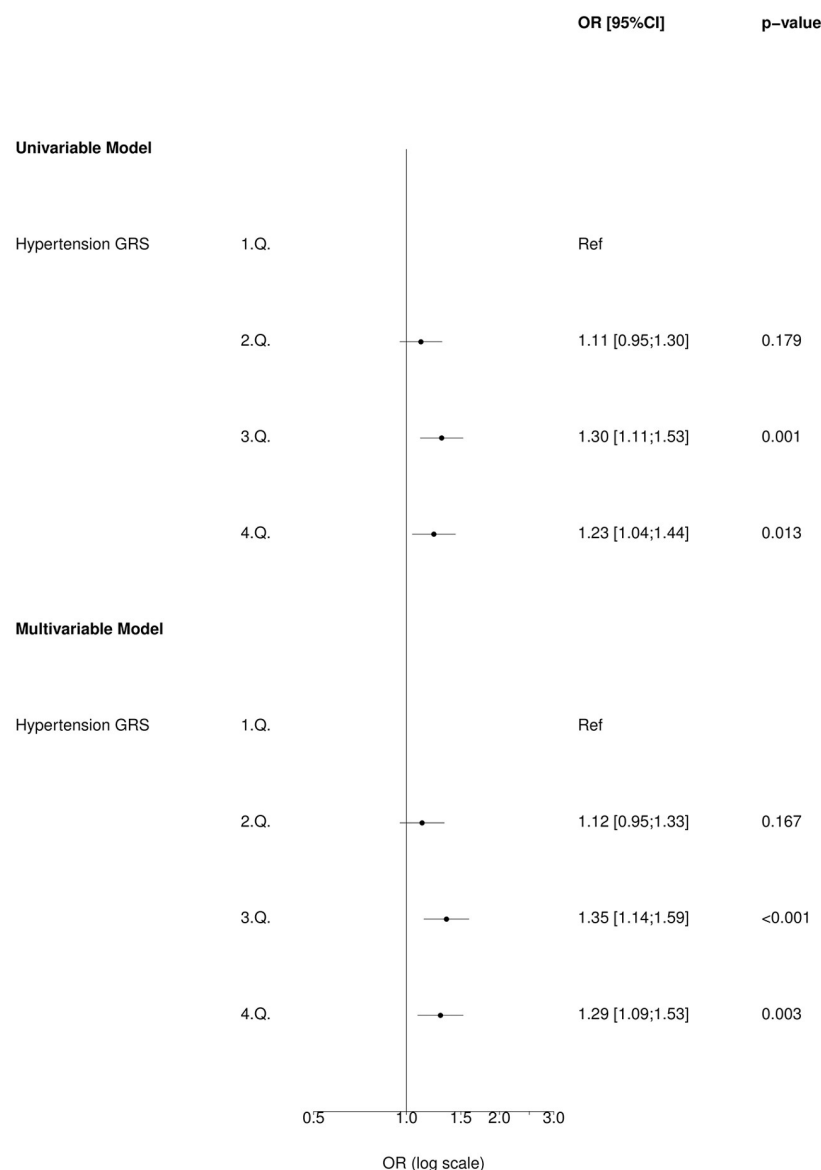 OR [95%CI] p−value
Univariable Model
Hypertension GRS 1.Q. Ref
2.Q. 1.11 [0.95;1.30] 0.179
3.Q. 1.30 [1.11;1.53] 0.001
4.Q. 1.23 [1.04;1.44] 0.013
Multivariable Model
Hypertension GRS 1.Q. Ref
2.Q. 1.12 [0.95;1.33] 0.167
3.Q. 1.35 [1.14;1.59] <0.001
4.Q. 1.29 [1.09;1.53] 0.003
0.5 1.0 1.5 2.0 3.0
OR (log scale)